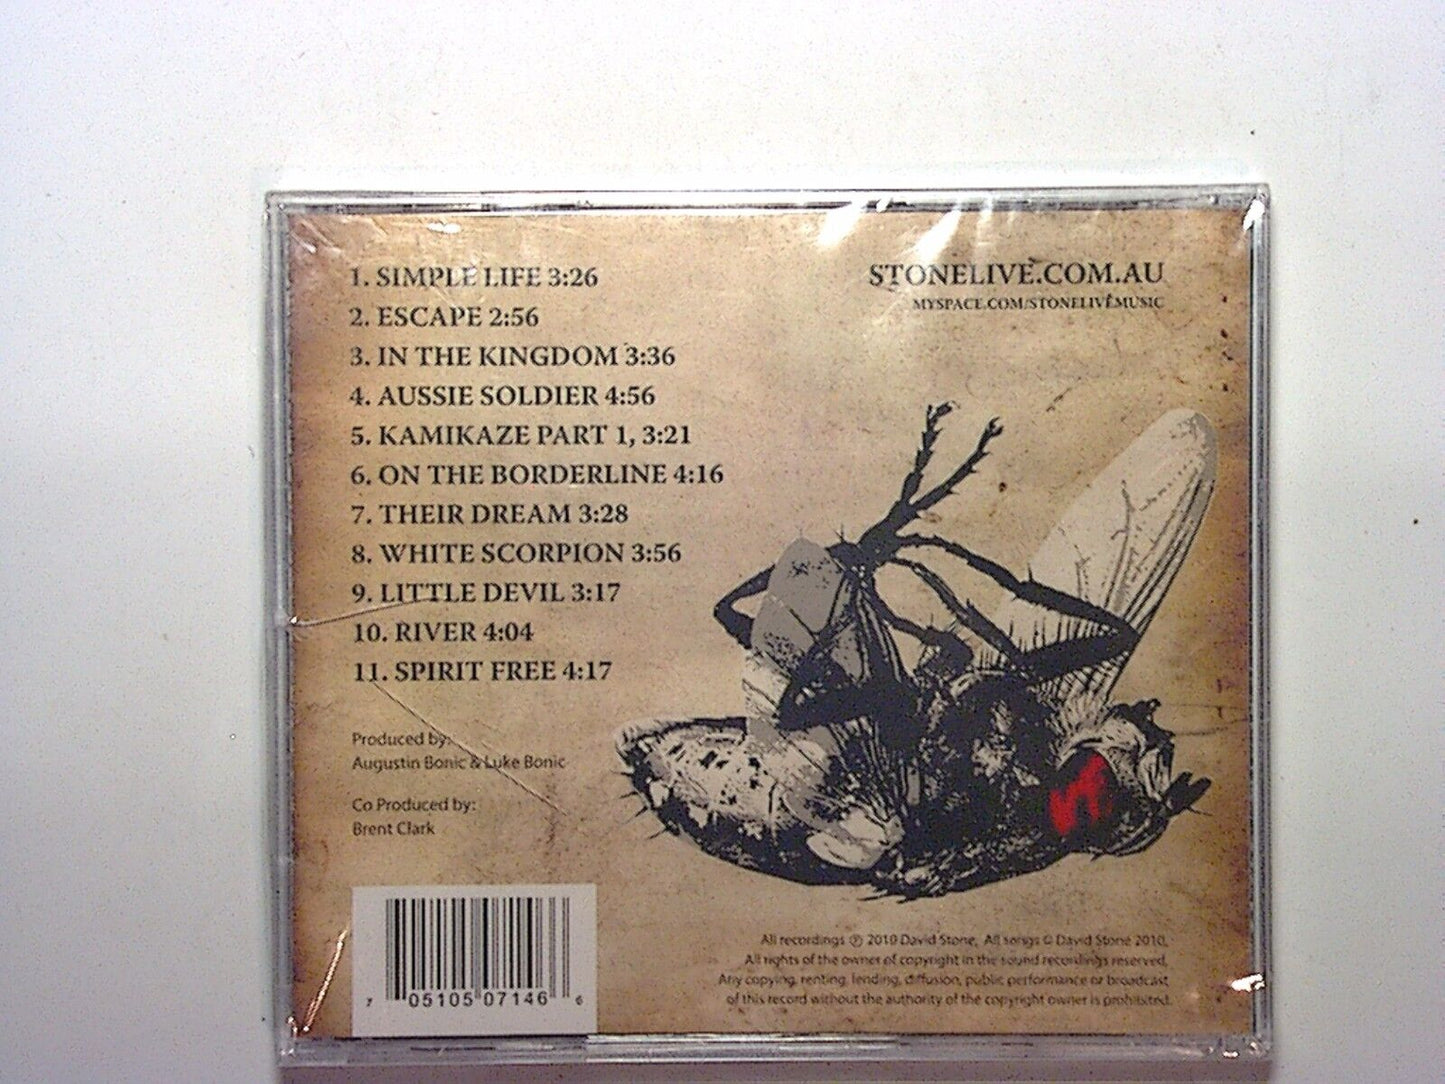 1. SIMPLE LIFE 3:26
2. ESCAPE 2:56
3. IN THE KINGDOM 3:36
4. AUSSIE SOLDIER 4:56
5. KAMIKAZE PART 1, 3:21
6. ON THE BORDERLINE 4:16
7. THEIR DREAM 3:28
8. WHITE SCORPION 3:56
9. LITTLE DEVIL 3:17
10. RIVER 4:04
11. SPIRIT FREE 4:17
STONELIVE.COM.AU
MYSPACE.COM/STONELIVEMUSIC
Produced by:
Augustin Bonic & Luke Bonic
Co Produced by:
Brent Clark
7 05105 07146 6
All recordings ℗ 2010 David Stone, All songs © David Stone 2010,
All rights of the owner of copyright in the sound recordings reserved,
Any copying, renting, lending, diffusion, public performance or broadcast
of this record without the authority of the copyright owner is prohibited.